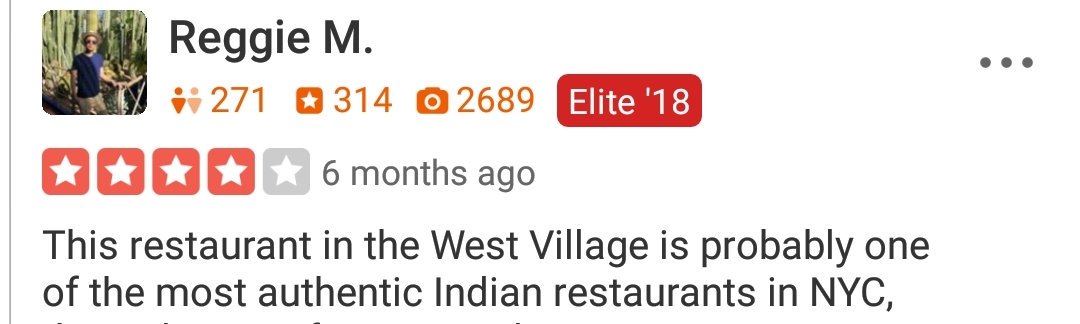 Reggie M.
271 314 2689 Elite '18
6 months ago
This restaurant in the West Village is probably one
of the most authentic Indian restaurants in NYC,